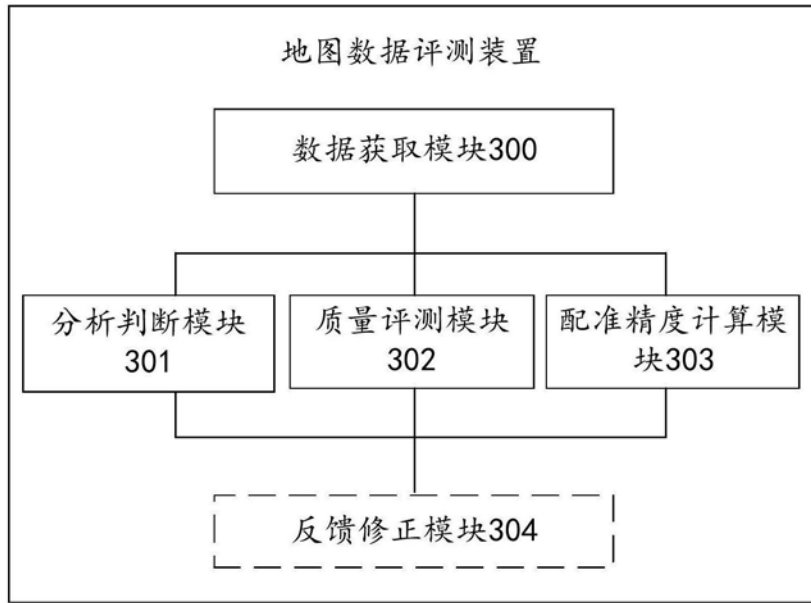 地图数据评测装置
数据获取模块300
分析判断模块
301
质量评测模块
302
配准精度计算模
块303
反馈修正模块304